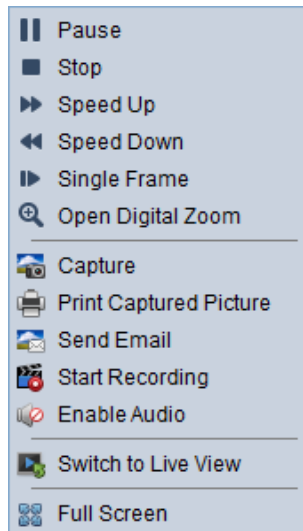 Pause
Stop
Speed Up
Speed Down
Single Frame
Open Digital Zoom
Capture
Print Captured Picture
Send Email
Start Recording
Enable Audio
Switch to Live View
Full Screen